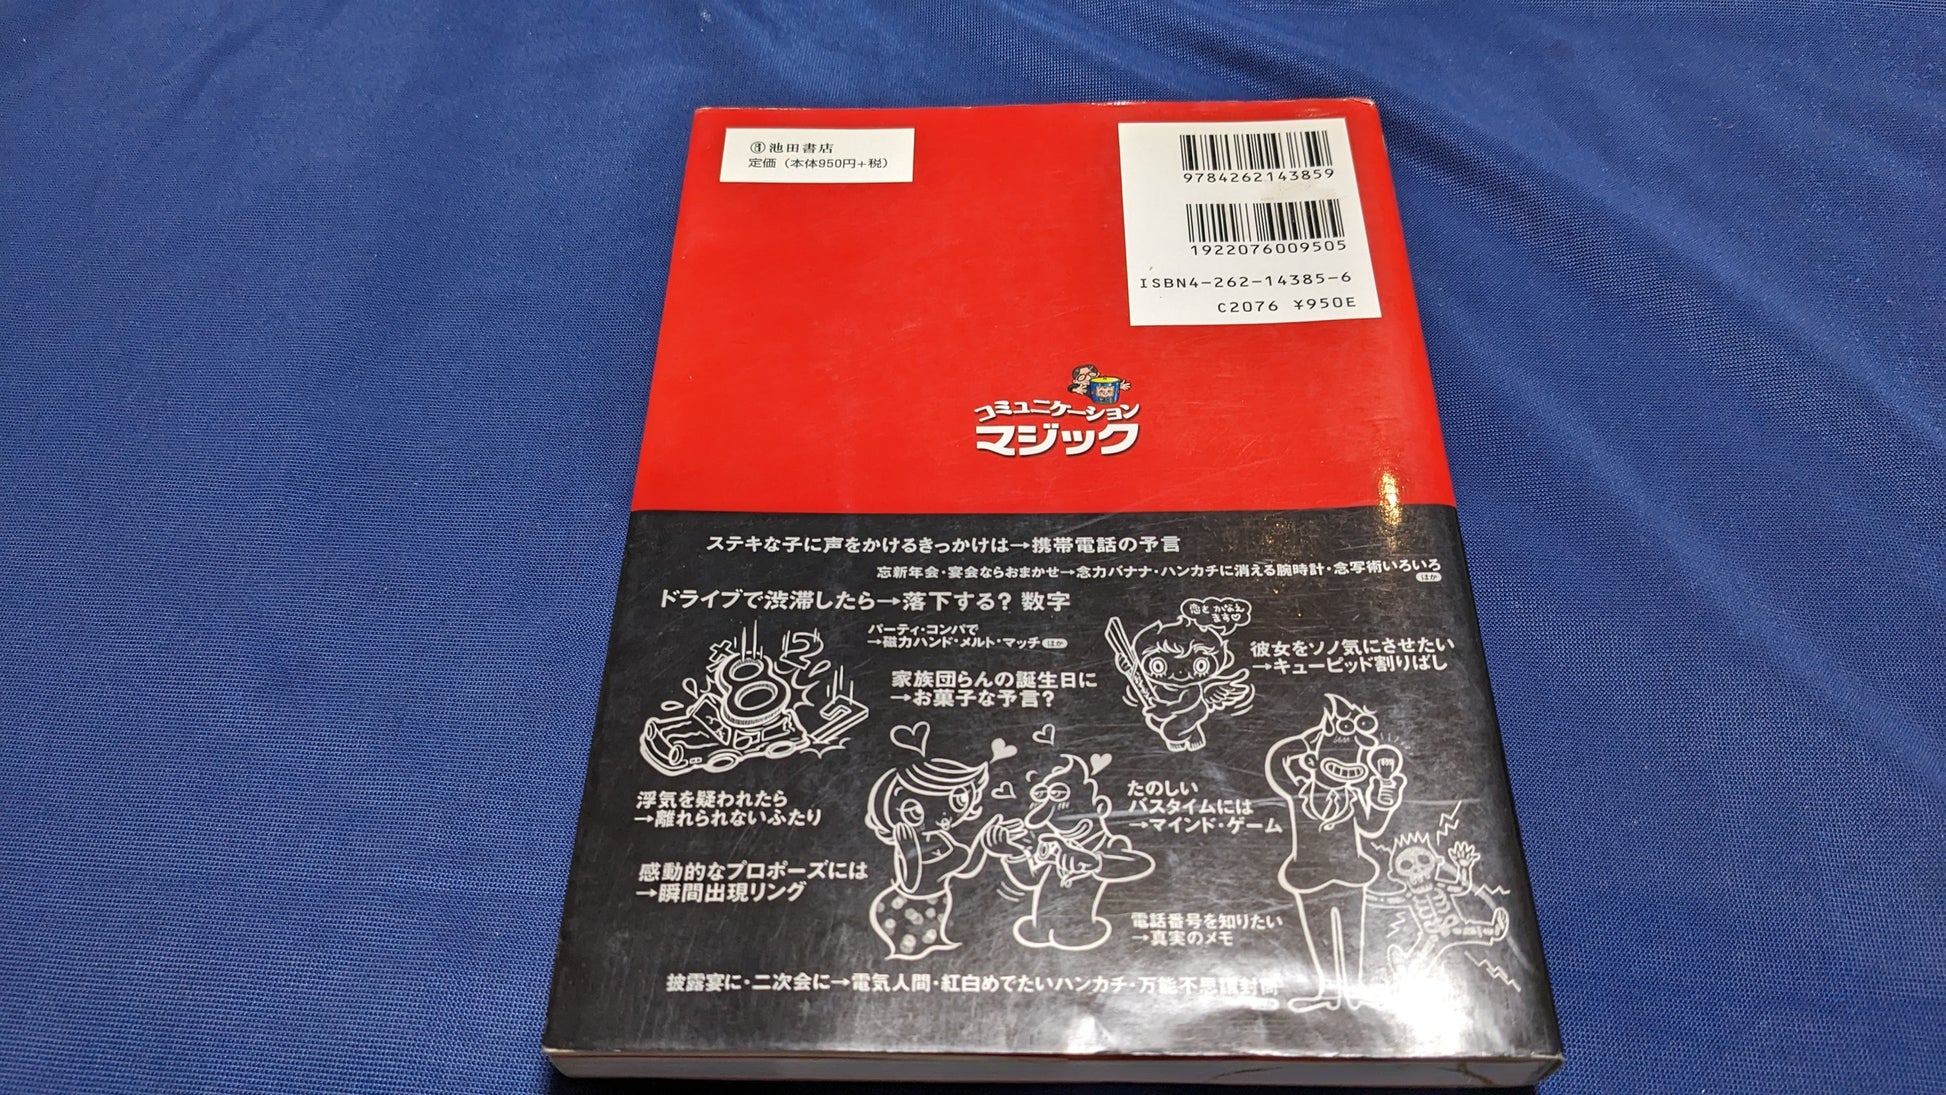 池田書店
定価（本体950円+税）
9784262143859
1922076009505
ISBN4-262-14385-6
C2076 ¥950E
コミュニケーション
マジック
ステキな子に声をかけるきっかけは→携帯電話の予言
忘新年会・宴会ならおまかせ→念力バナナ・ハンカチに消える腕時計・念写術いろいろ
ほか
ドライブで渋滞したら→落下する？数字
パーティ・コンパで
→磁力ハンド・メルト・マッチ ほか
恋をかなえ
ます♡
彼女をソノ気にさせたい
→キューピッド割りばし
家族団らんの誕生日に
→お菓子な予言？
浮気を疑われたら
→離れられないふたり
たのしい
バスタイムには
→マインド・ゲーム
感動的なプロポーズには
→瞬間出現リング
電話番号を知りたい
→真実のメモ
披露宴に・二次会に→電気人間・紅白めでたいハンカチ・万能不思議封筒